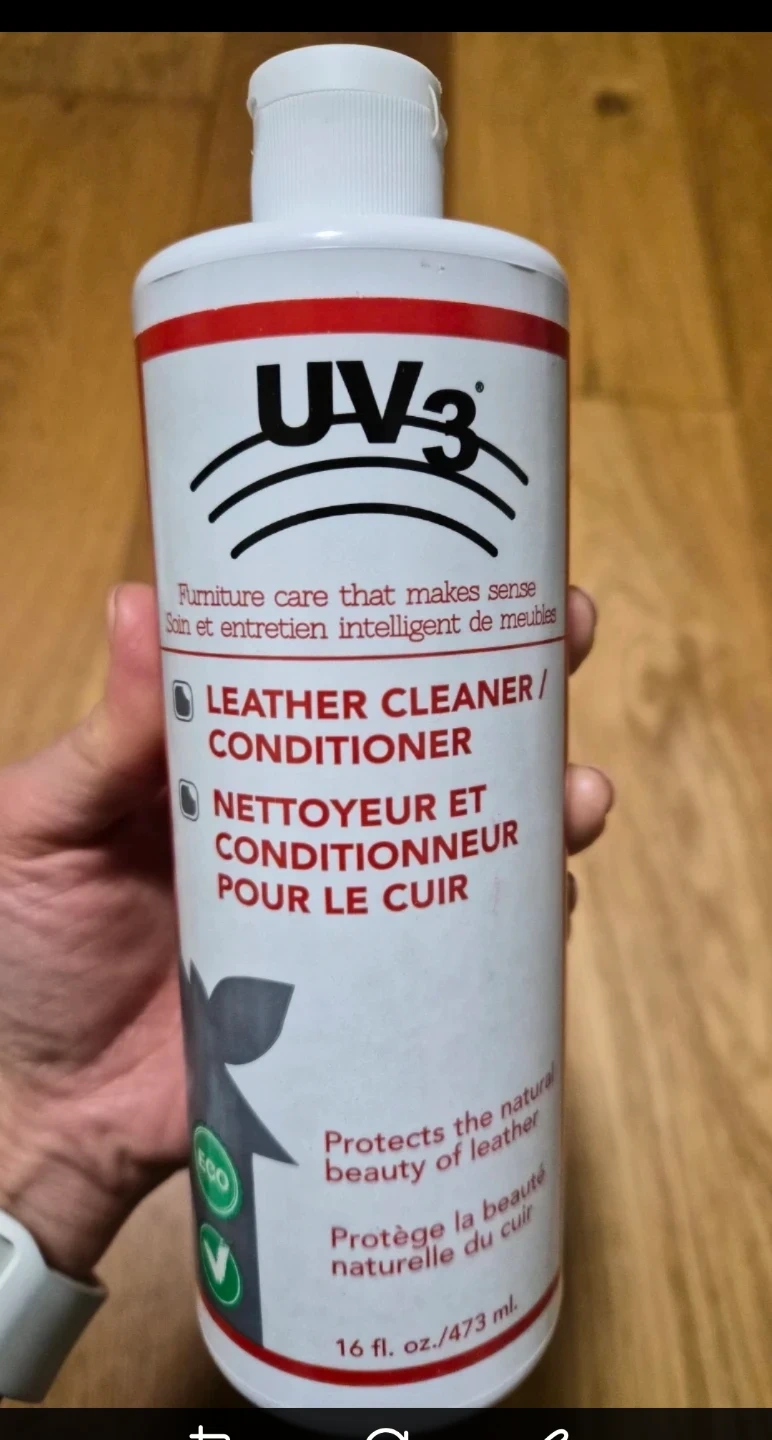 UV3®
Furniture care that makes sense
Soin et entretien intelligent de meubles
LEATHER CLEANER /
CONDITIONER
NETTOYEUR ET
CONDITIONNEUR
POUR LE CUIR
ECO
Protects the natural
beauty of leather
Protège la beauté
naturelle du cuir
16 fl. oz./473 ml.